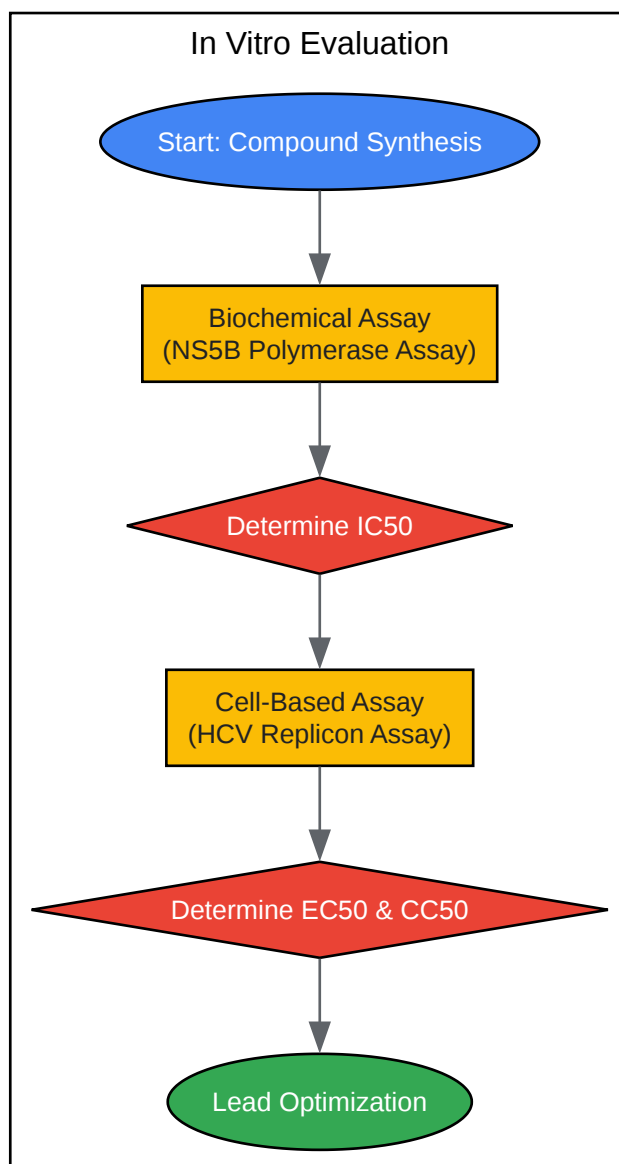 In Vitro Evaluation
Start: Compound Synthesis
Biochemical Assay
(NS5B Polymerase Assay)
Determine IC50
Cell-Based Assay
(HCV Replicon Assay)
Determine EC50 & CC50
Lead Optimization